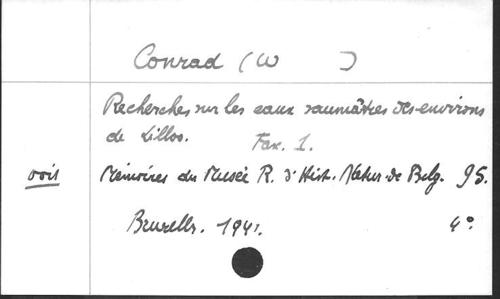 Conrad (W )
Recherches sur les eaux saumâtres des environs
de Lilloo. Fax. 1.
voir Mémoires du Musée R. d'Hist. Natur. de Belg. 95.
Bruxelles. 1941. 4°